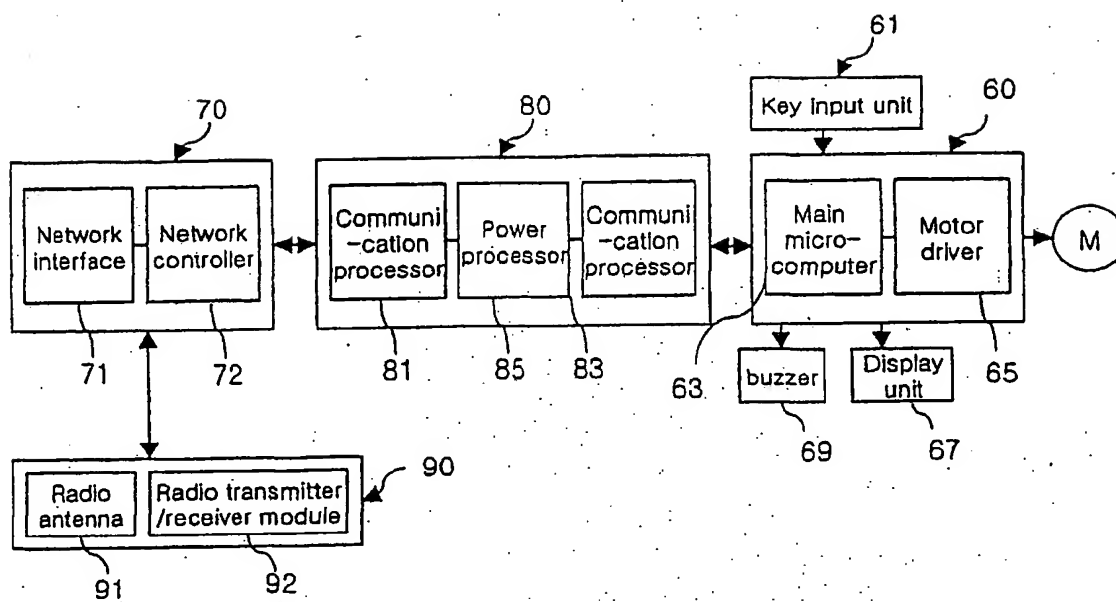 61
Key input unit
60
70
80
Network
interface
Network
controller
Communi
-cation
processor
Power
processor
Communi
-cation
processor
Main
micro-
computer
Motor
driver
M
71
72
81
85
83
63
buzzer
Display
unit
65
69
67
Radio
antenna
Radio transmitter
/receiver module
90
91
92